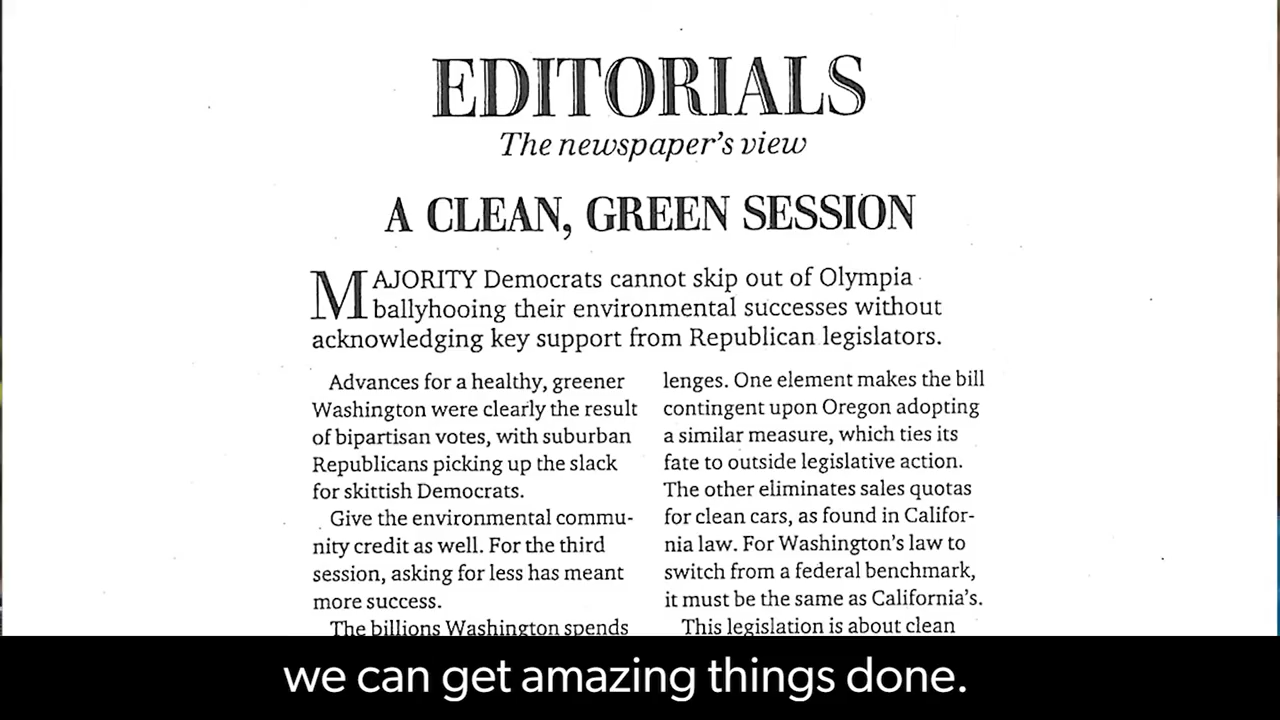 EDITORIALS
The newspaper's view
A CLEAN, GREEN SESSION
MAJORITY Democrats cannot skip out of Olympia
ballyhooing their environmental successes without
acknowledging key support from Republican legislators.
Advances for a healthy, greener
Washington were clearly the result
of bipartisan votes, with suburban
Republicans picking up the slack
for skittish Democrats.
Give the environmental commu-
nity credit as well. For the third
session, asking for less has meant
more success.
The billions Washington spends
lenges. One element makes the bill
contingent upon Oregon adopting
a similar measure, which ties its
fate to outside legislative action.
The other eliminates sales quotas
for clean cars, as found in Califor-
nia law. For Washington's law to
switch from a federal benchmark,
it must be the same as California's.
This legislation is about clean
we can get amazing things done.